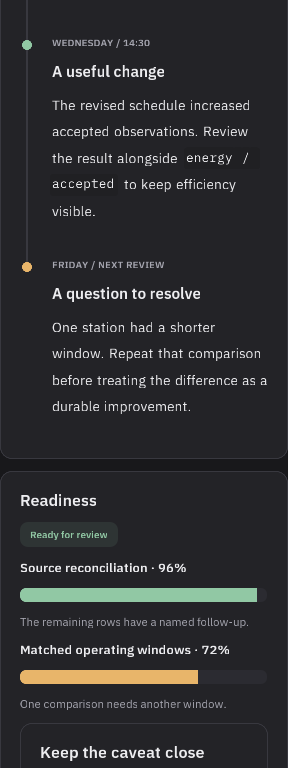 WEDNESDAY / 14:30
A useful change
The revised schedule increased
accepted observations. Review
the result alongside energy /
accepted to keep efficiency
visible.
FRIDAY / NEXT REVIEW
A question to resolve
One station had a shorter
window. Repeat that comparison
before treating the difference as a
durable improvement.
Readiness
Ready for review
Source reconciliation · 96%
The remaining rows have a named follow-up.
Matched operating windows · 72%
One comparison needs another window.
Keep the caveat close